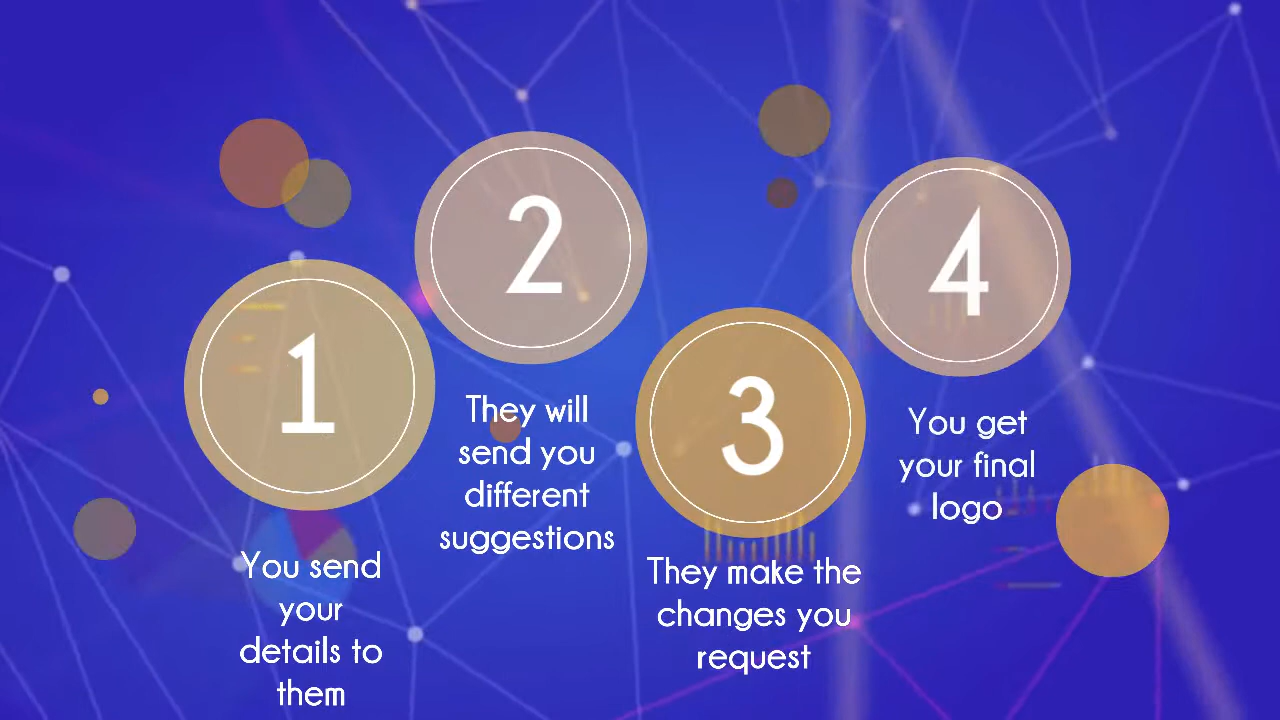 1
You send
your
details to
them
2
They will
send you
different
suggestions
3
They make the
changes you
request
4
You get
your final
logo